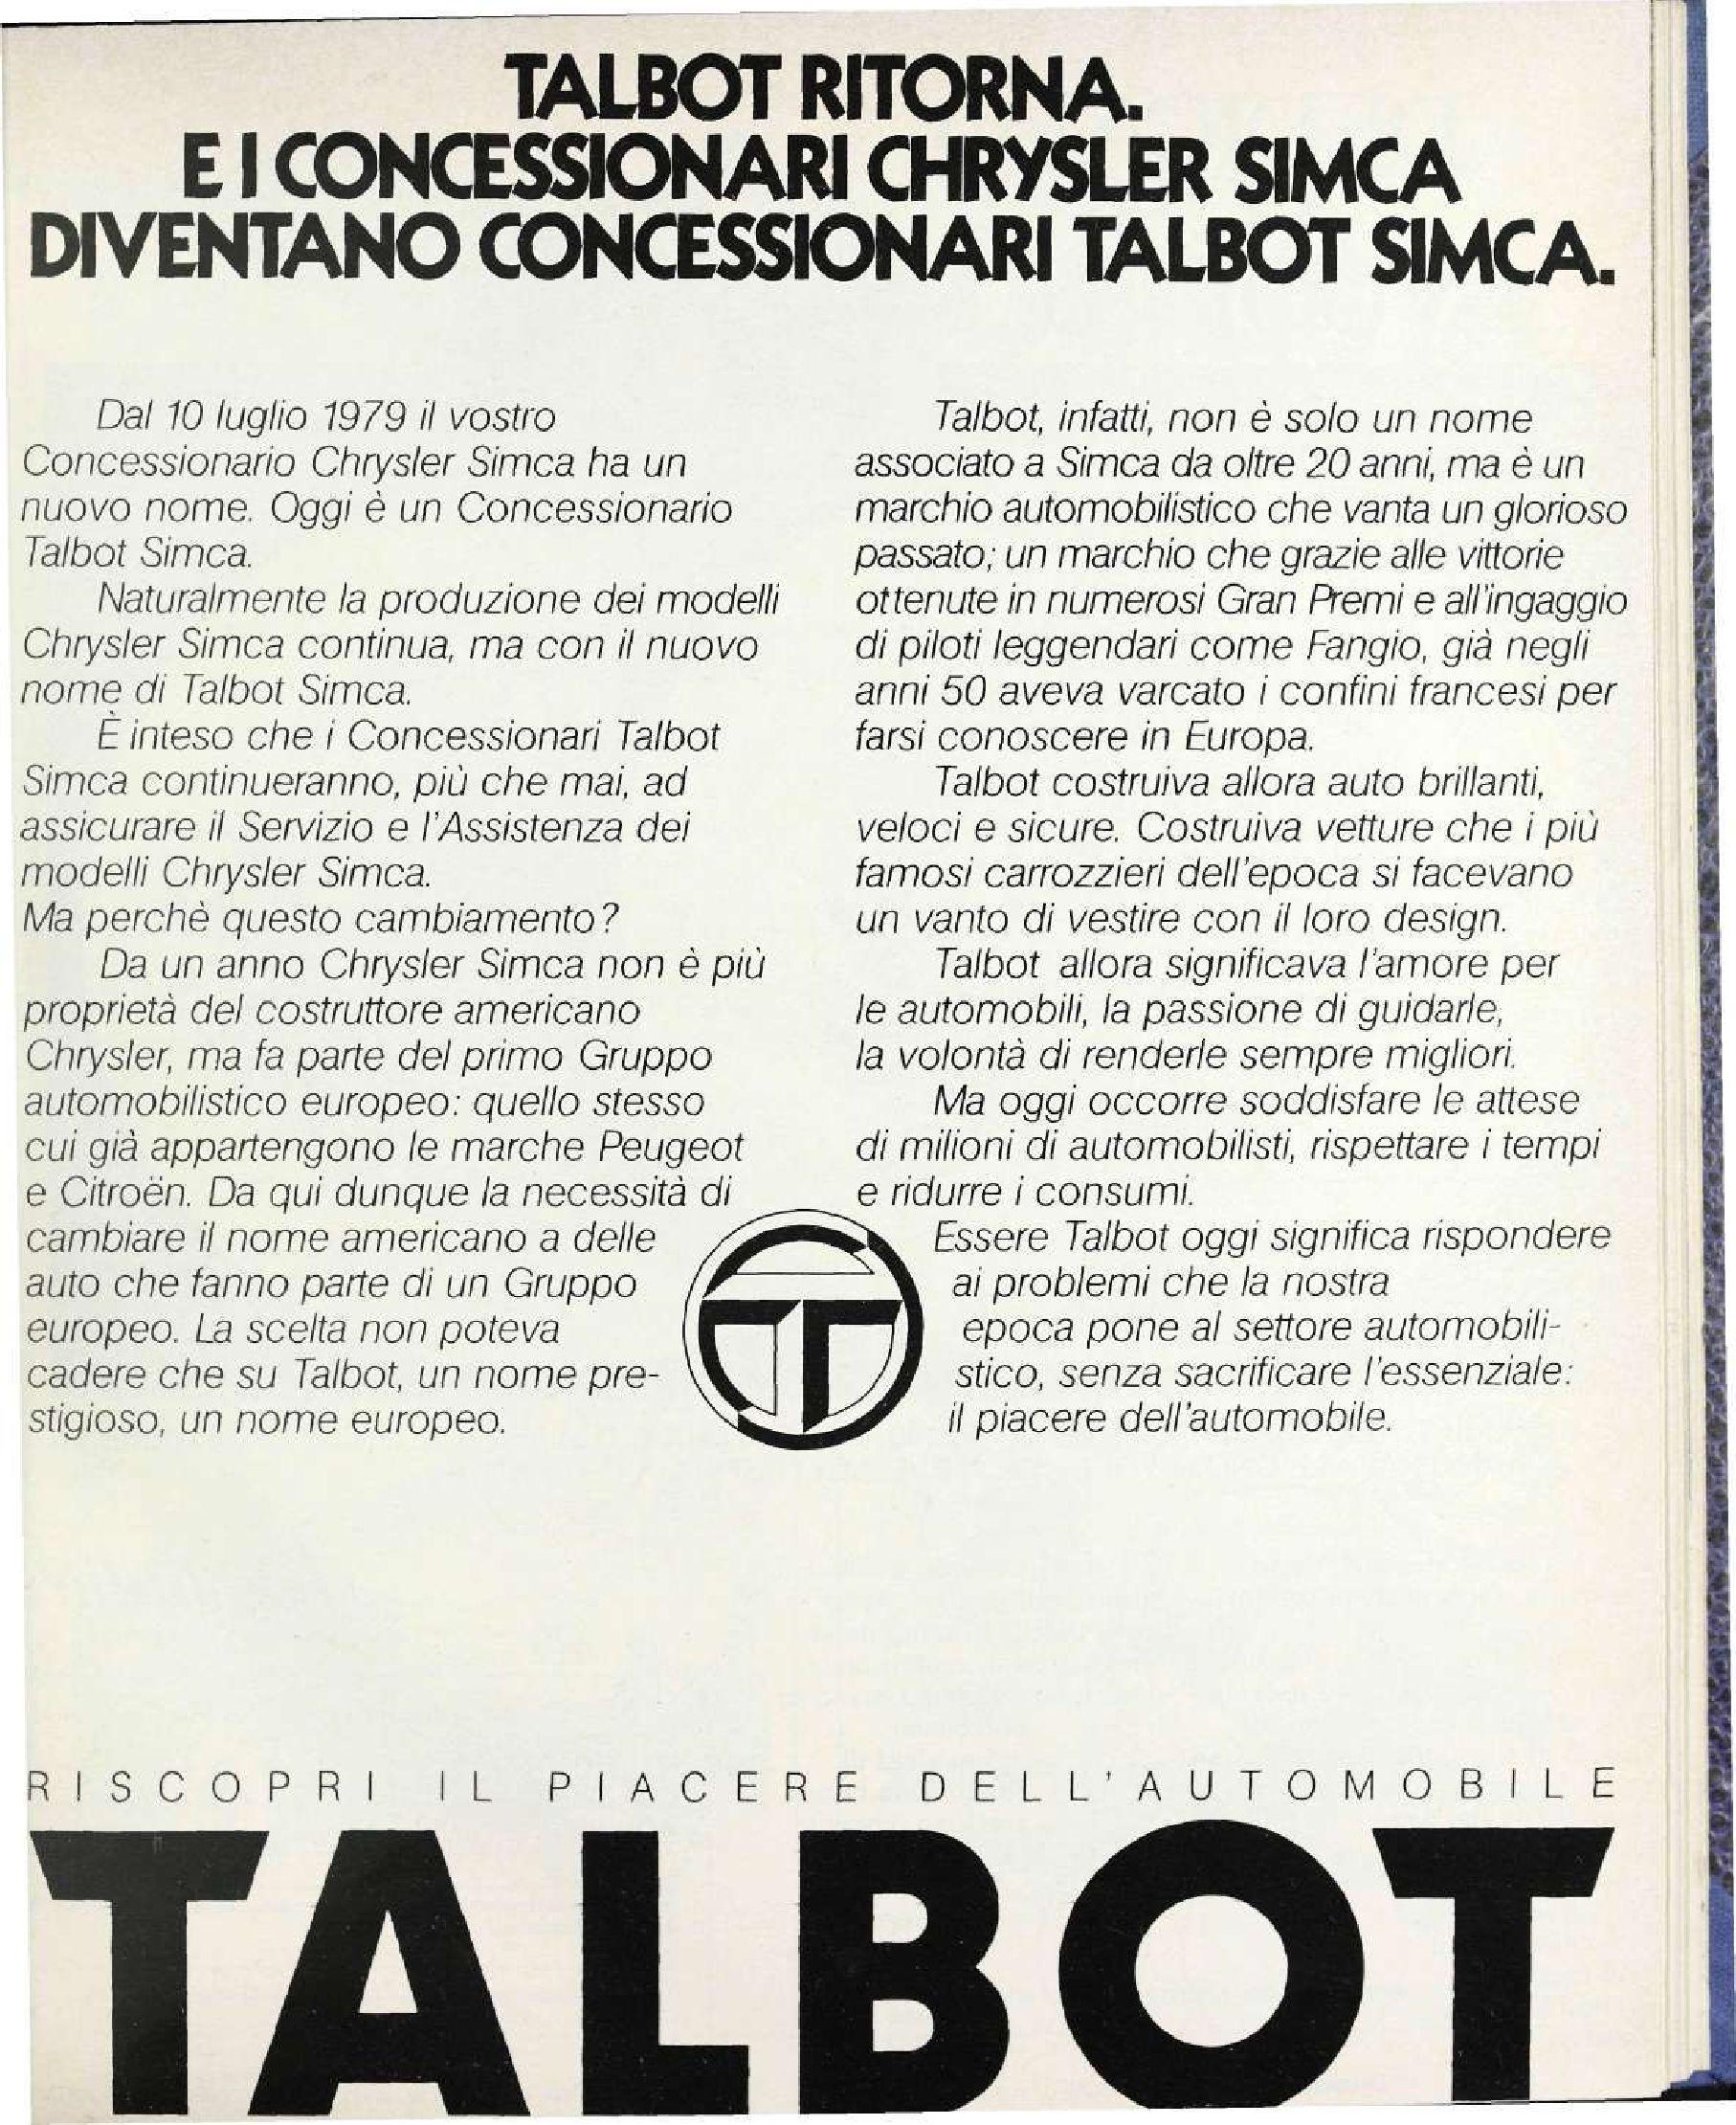 TALBOT RITORNA.
E I CONCESSIONARI CHRYSLER SIMCA
DIVENTANO CONCESSIONARI TALBOT SIMCA.
Dal 10 luglio 1979 il vostro
Concessionario Chrysler Simca ha un
nuovo nome. Oggi è un Concessionario
Talbot Simca.
Naturalmente la produzione dei modelli
Chrysler Simca continua, ma con il nuovo
nome di Talbot Simca.
È inteso che i Concessionari Talbot
Simca continueranno, più che mai, ad
assicurare il Servizio e l'Assistenza dei
modelli Chrysler Simca.
Ma perchè questo cambiamento?
Da un anno Chrysler Simca non è più
proprietà del costruttore americano
Chrysler, ma fa parte del primo Gruppo
automobilistico europeo: quello stesso
cui già appartengono le marche Peugeot
e Citroën. Da qui dunque la necessità di
cambiare il nome americano a delle
auto che fanno parte di un Gruppo
europeo. La scelta non poteva
cadere che su Talbot, un nome pre-
stigioso, un nome europeo.
Talbot, infatti, non è solo un nome
associato a Simca da oltre 20 anni, ma è un
marchio automobilistico che vanta un glorioso
passato; un marchio che grazie alle vittorie
ottenute in numerosi Gran Premi e all'ingaggio
di piloti leggendari come Fangio, già negli
anni 50 aveva varcato i confini francesi per
farsi conoscere in Europa.
Talbot costruiva allora auto brillanti,
veloci e sicure. Costruiva vetture che i più
famosi carrozzieri dell'epoca si facevano
un vanto di vestire con il loro design.
Talbot allora significava l'amore per
le automobili, la passione di guidarle,
la volontà di renderle sempre migliori.
Ma oggi occorre soddisfare le attese
di milioni di automobilisti, rispettare i tempi
e ridurre i consumi.
Essere Talbot oggi significa rispondere
ai problemi che la nostra
epoca pone al settore automobili-
stico, senza sacrificare l'essenziale:
il piacere dell'automobile.
RISCOPRI IL PIACERE DELL'AUTOMOBILE
TALBOT